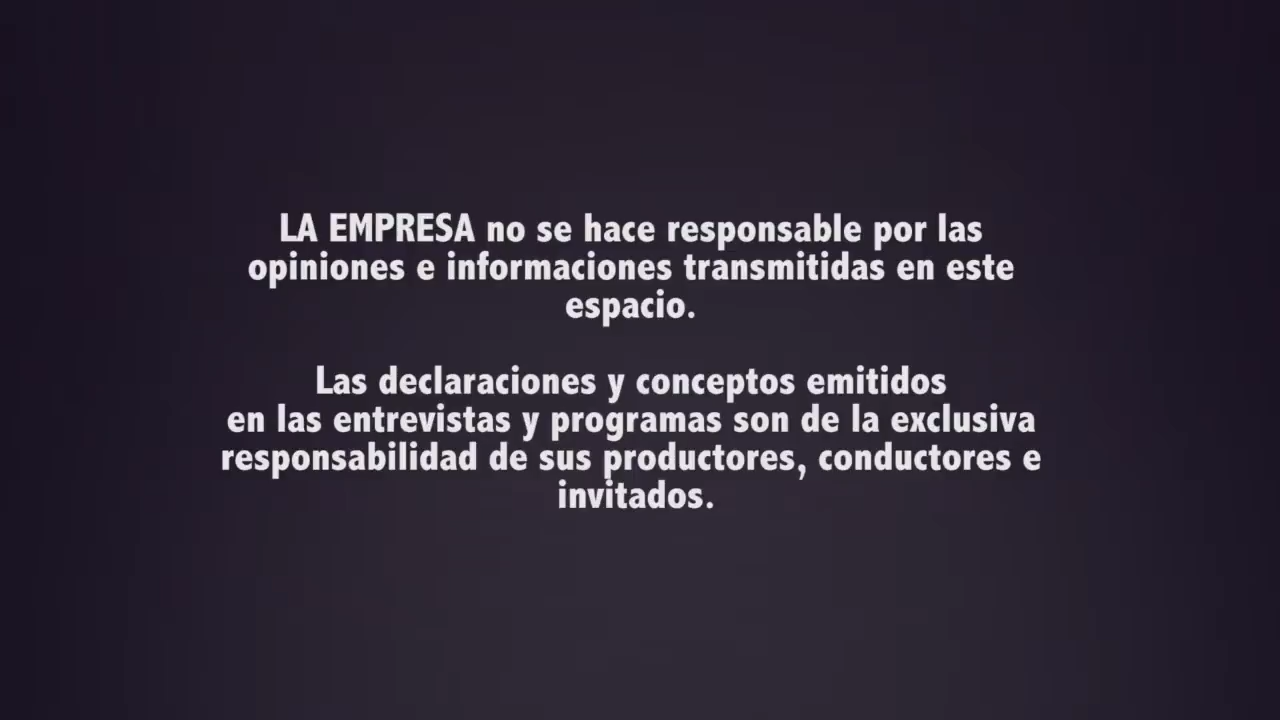 LA EMPRESA no se hace responsable por las
opiniones e informaciones transmitidas en este
espacio.
Las declaraciones y conceptos emitidos
en las entrevistas y programas son de la exclusiva
responsabilidad de sus productores, conductores e
invitados.